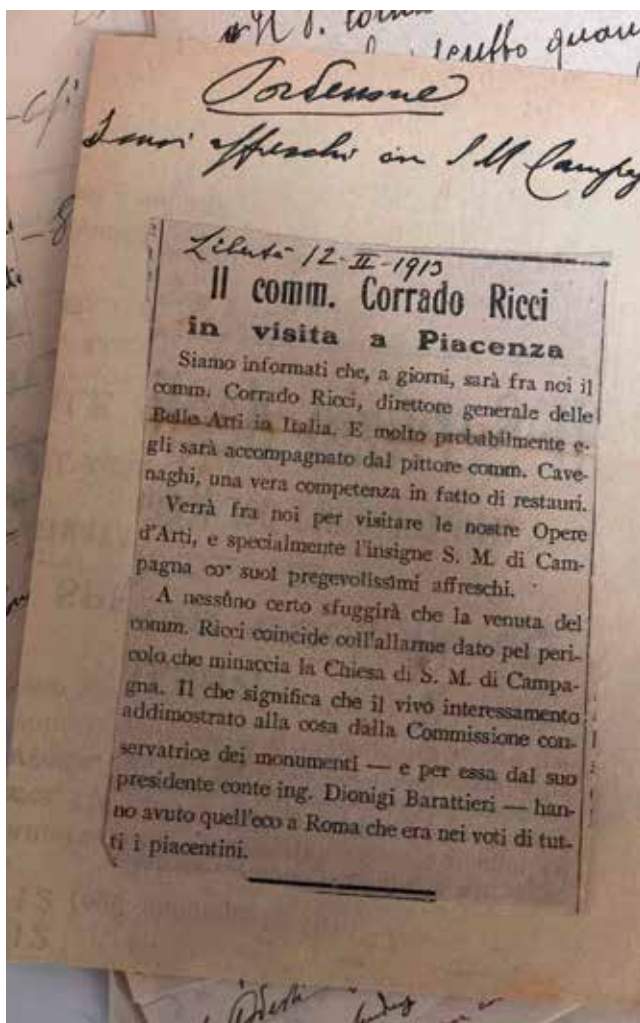 scritto quan
Pordenone
I suoi affreschi in S M Campag
Libertà 12-II-1913
Il comm. Corrado Ricci
in visita a Piacenza
Siamo informati che, a giorni, sarà fra noi il
comm. Corrado Ricci, direttore generale delle
Belle Arti in Italia. E molto probabilmente e-
gli sarà accompagnato dal pittore comm. Cave-
naghi, una vera competenza in fatto di restauri.
Verrà fra noi per visitare le nostre Opere
d'Arti, e specialmente l'insigne S. M. di Cam-
pagna co' suoi pregevolissimi affreschi.
A nessuno certo sfuggirà che la venuta del
comm. Ricci coincide coll'allarme dato pel peri-
colo che minaccia la Chiesa di S. M. di Campa-
gna. Il che significa che il vivo interessamento
addimostrato alla cosa dalla Commissione con-
servatrice dei monumenti — e per essa dal suo
presidente conte ing. Dionigi Barattieri — han-
no avuto quell'eco a Roma che era nei voti di tut-
ti i piacentini.